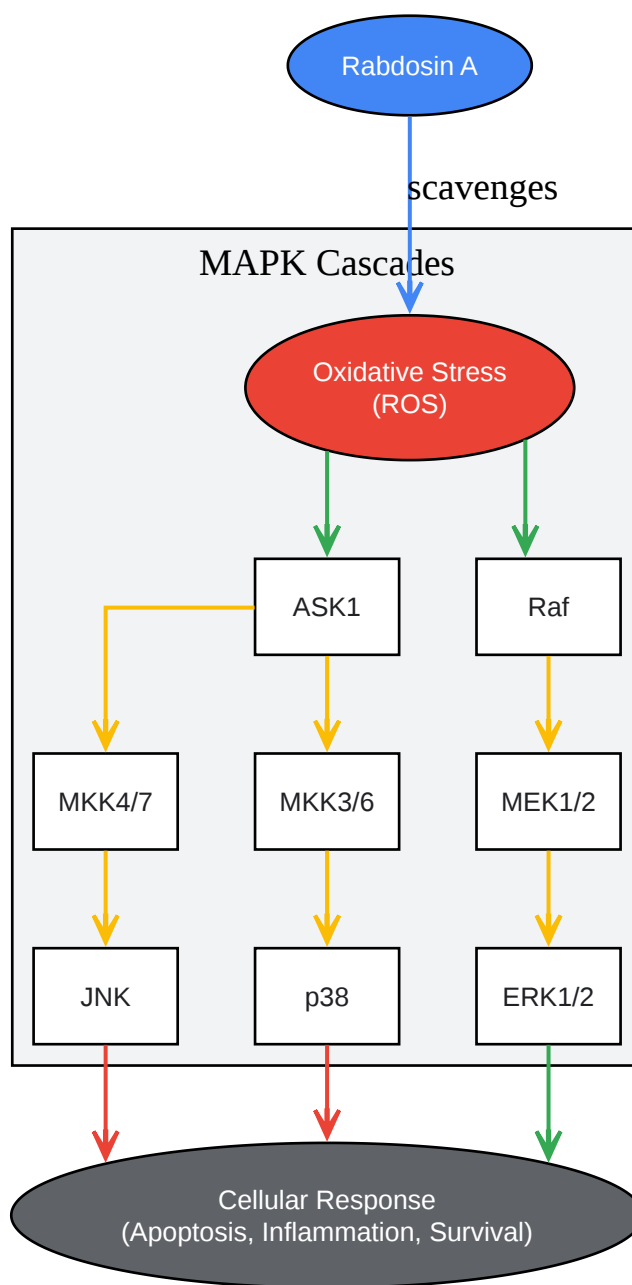 Rabdosin A
scavenges
MAPK Cascades
Oxidative Stress
(ROS)
ASK1
Raf
MKK4/7
MKK3/6
MEK1/2
JNK
p38
ERK1/2
Cellular Response
(Apoptosis, Inflammation, Survival)